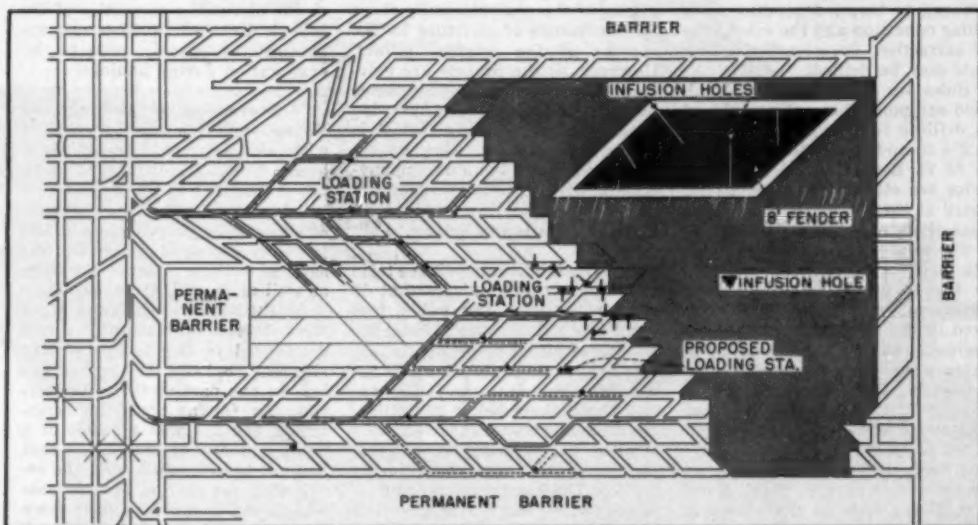 BARRIER
INFUSION HOLES
LOADING
STATION
8' FENDER
BARRIER
PERMA-
NENT
BARRIER
LOADING
STATION
INFUSION HOLE
PROPOSED
LOADING STA.
PERMANENT BARRIER